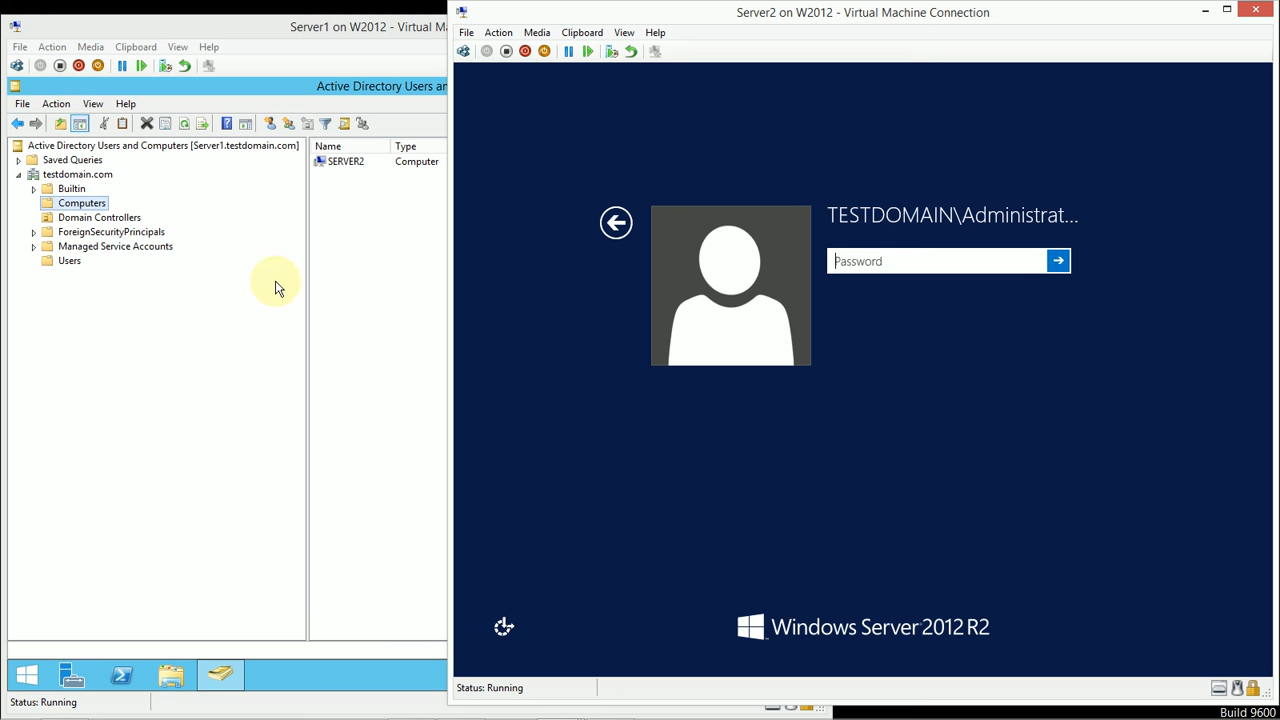 Server1 on W2012 - Virtual M
File Action Media Clipboard View Help
Active Directory Users an
File Action View Help
Active Directory Users and Computers [Server1.testdomain.com]
Saved Queries
testdomain.com
Builtin
Computers
Domain Controllers
ForeignSecurityPrincipals
Managed Service Accounts
Users
Name Type
SERVER2 Computer
Status: Running
Server2 on W2012 - Virtual Machine Connection
File Action Media Clipboard View Help
TESTDOMAIN\Administrat...
Password
Windows Server 2012 R2
Status: Running
Build 9600